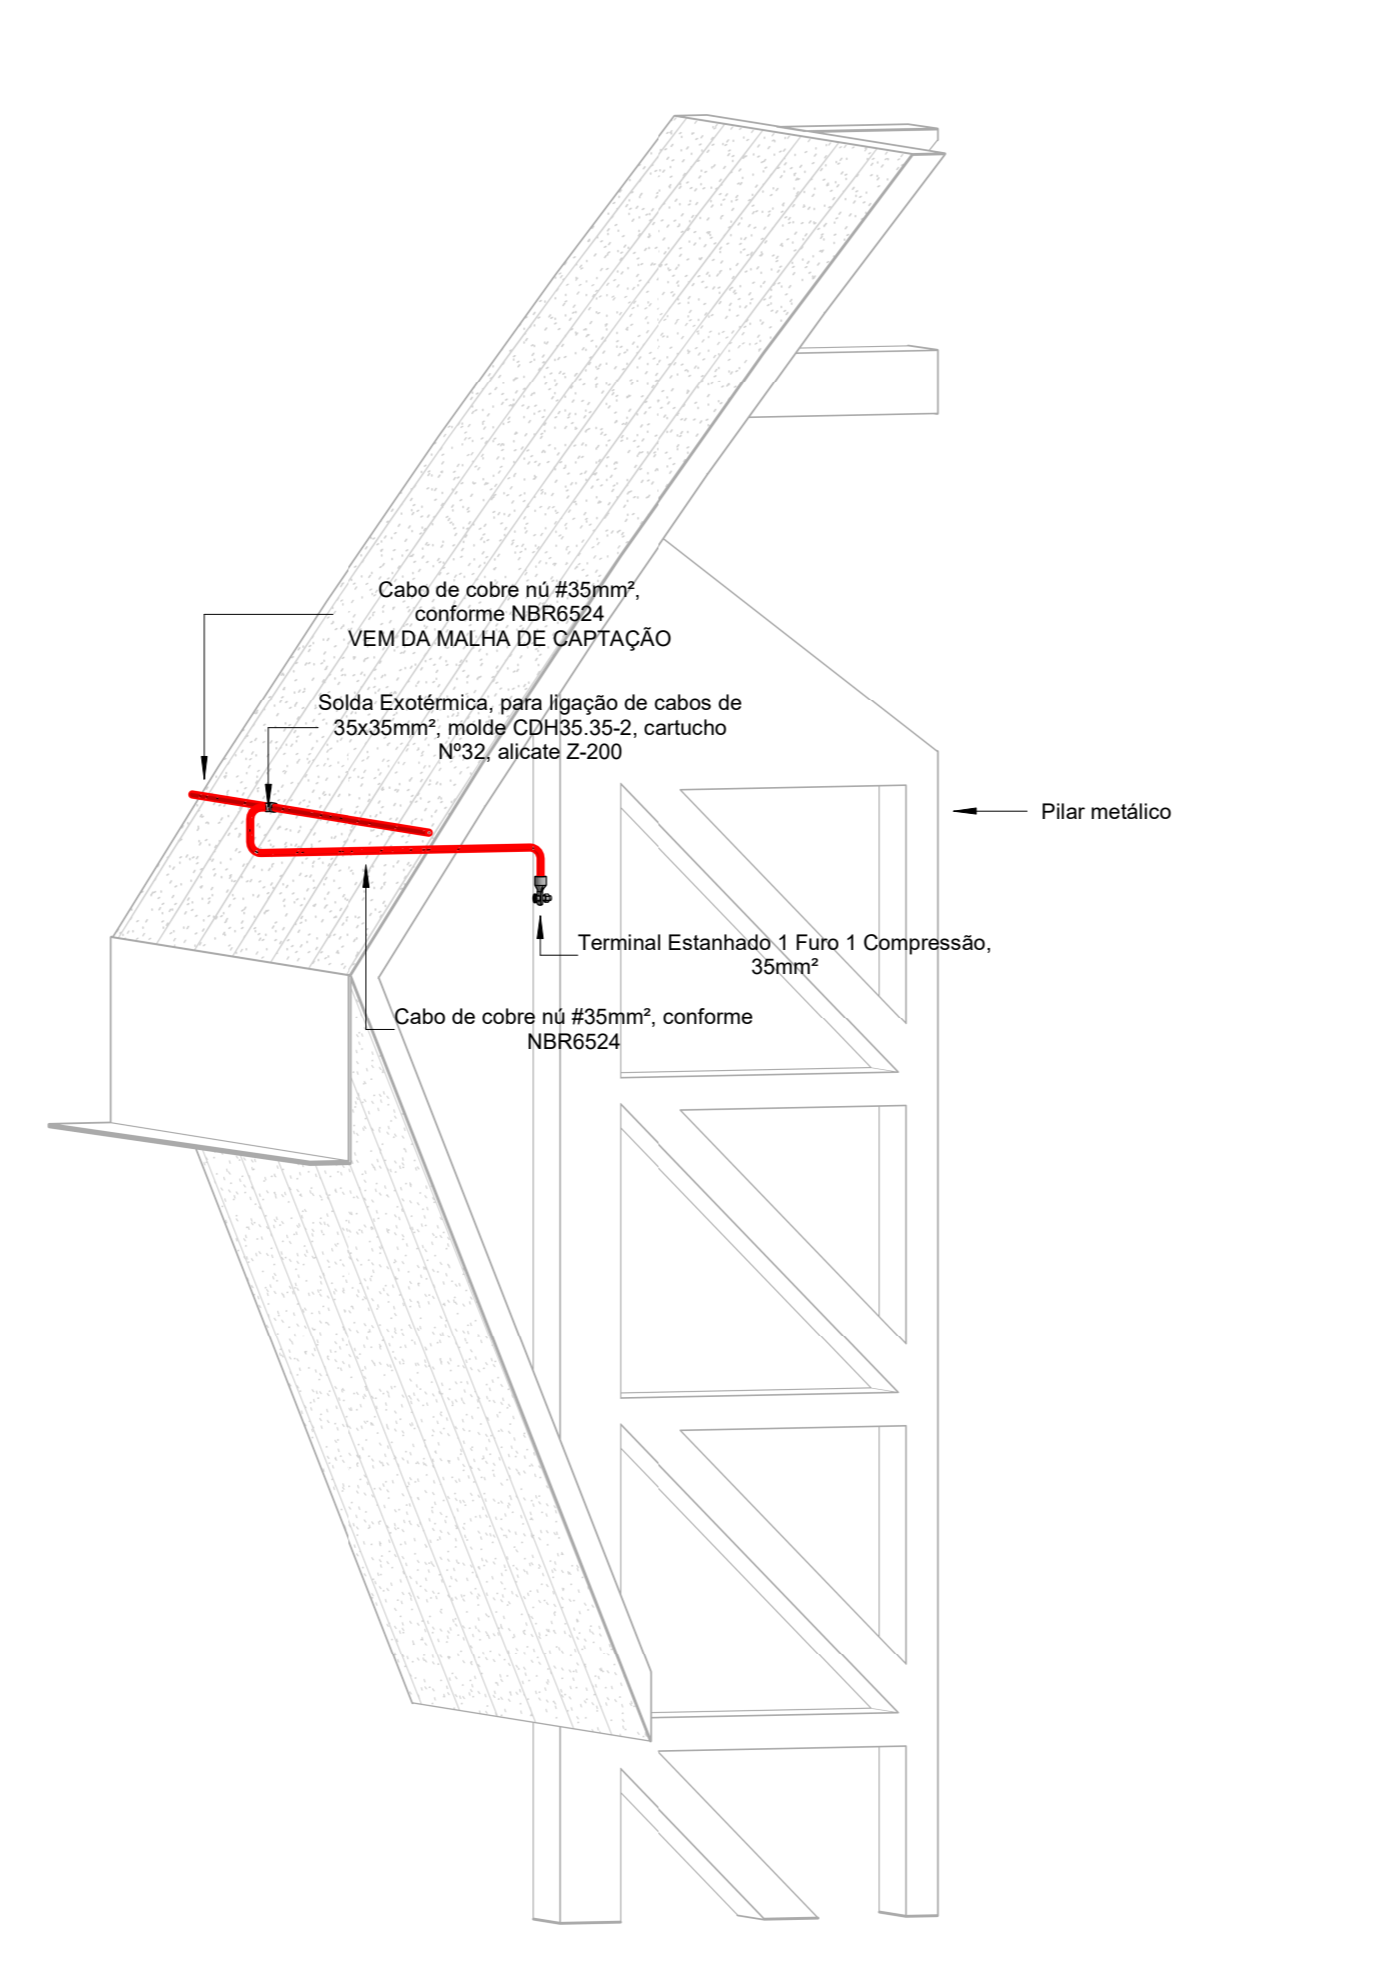 Cabo de cobre nú #35mm²,
conforme NBR6524
VEM DA MALHA DE CAPTAÇÃO
Solda Exotérmica, para ligação de cabos de
35x35mm², molde CDH35.35-2, cartucho
Nº32, alicate Z-200
Pilar metálico
Terminal Estanhado 1 Furo 1 Compressão,
35mm²
Cabo de cobre nú #35mm², conforme
NBR6524